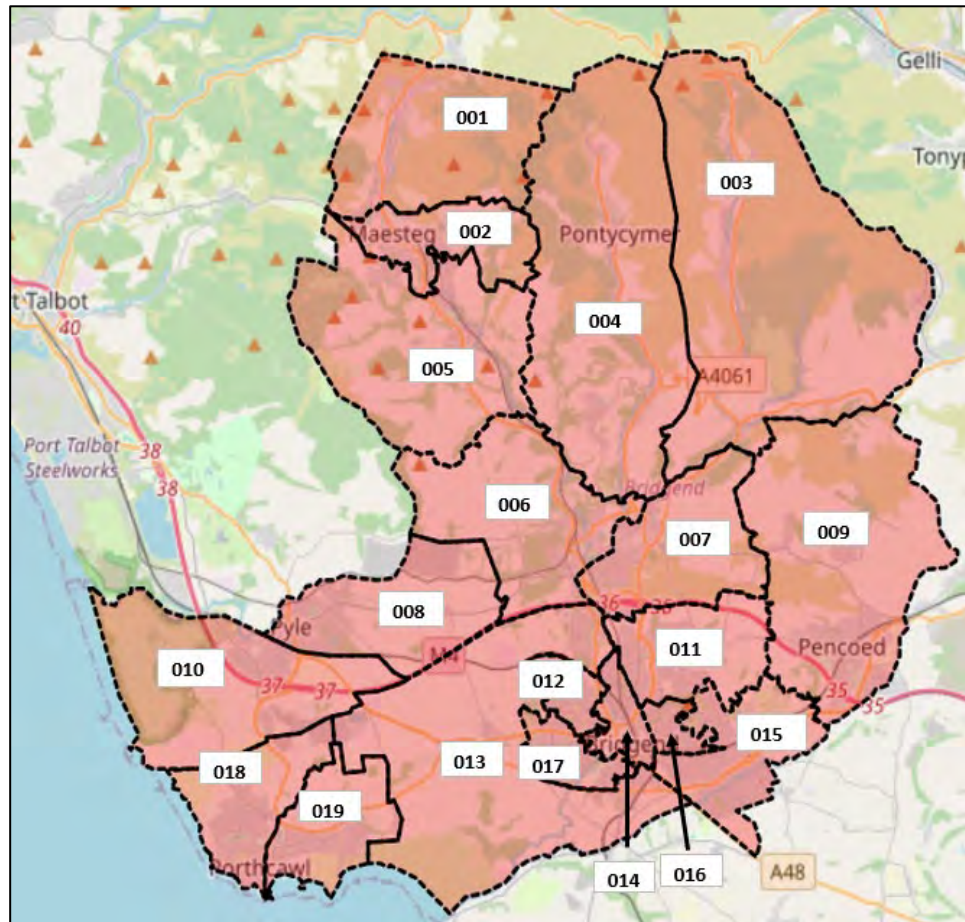 Gelli
001
003
Tonyp
002
Maesteg
Pontycymer
t Talbot
004
40
005
A4061
Port Talbot
Steelworks
38
38
Bridgend
006
009
007
008
36
Pyle
011
M4
Pencoed
010
37
37
012
35
35
015
013
017
018
019
Porthcawl
014
016
A48